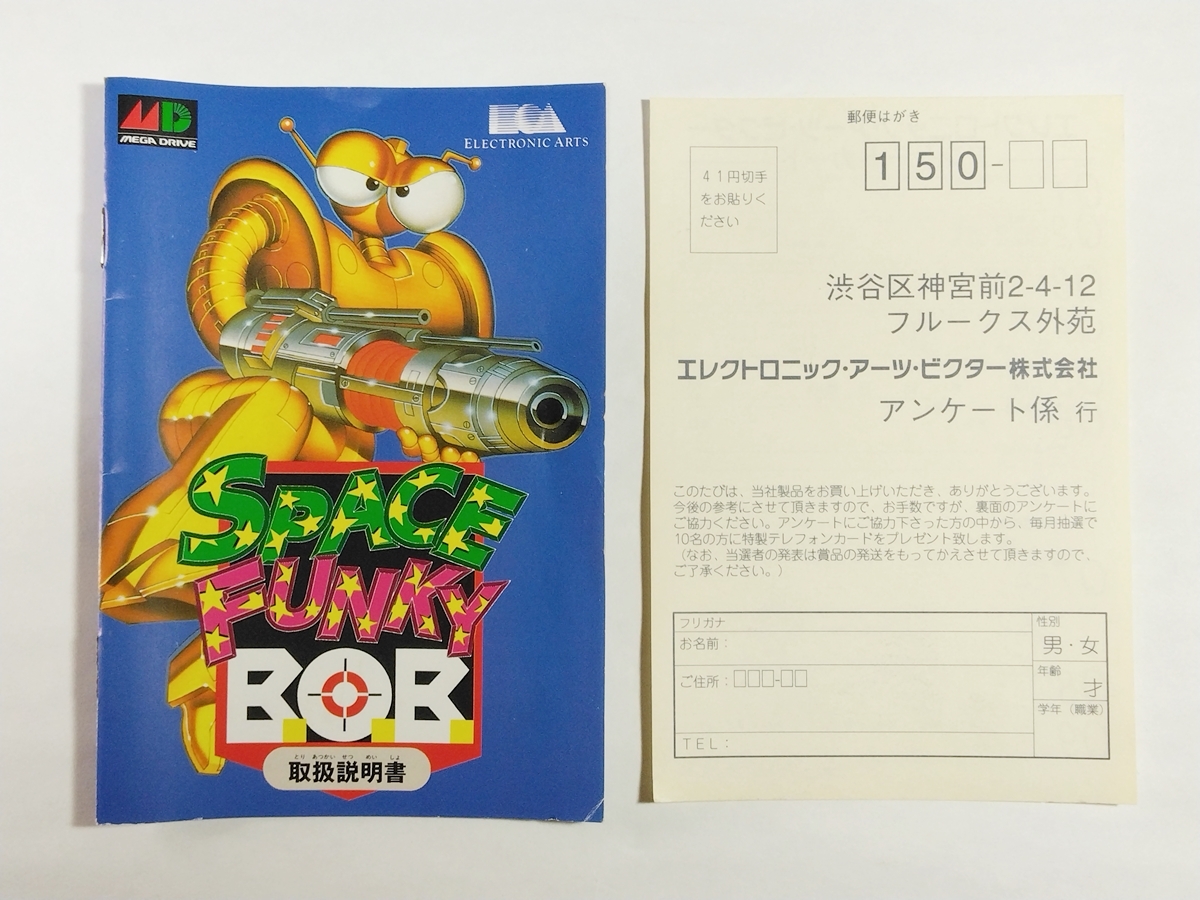 MEGA DRIVE
ELECTRONIC ARTS
SPACE
FUNKY
B.O.B.
とり あつかい せつ めい しょ
取扱説明書
郵便はがき
41円切手
をお貼りく
ださい
150-
渋谷区神宮前2-4-12
フルークス外苑
エレクトロニック・アーツ・ビクター株式会社
アンケート係 行
このたびは、当社製品をお買い上げいただき、ありがとうございます。
今後の参考にさせて頂きますので、お手数ですが、裏面のアンケートに
ご協力ください。アンケートにご協力下さった方の中から、毎月抽選で
10名の方に特製テレフォンカードをプレゼント致します。
（なお、当選者の発表は賞品の発送をもってかえさせて頂きますので、
ご了承ください。）
フリガナ
お名前：
ご住所：□□□-□□
TEL：
性別
男・女
年齢
才
学年（職業）